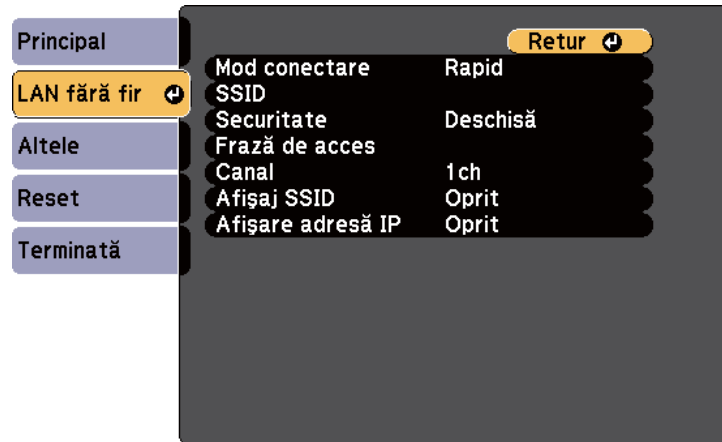 Principal
LAN fără fir
Altele
Reset
Terminată
Retur
Mod conectare Rapid
SSID
Securitate Deschisă
Frază de acces
Canal 1ch
Afişaj SSID Oprit
Afişare adresă IP Oprit